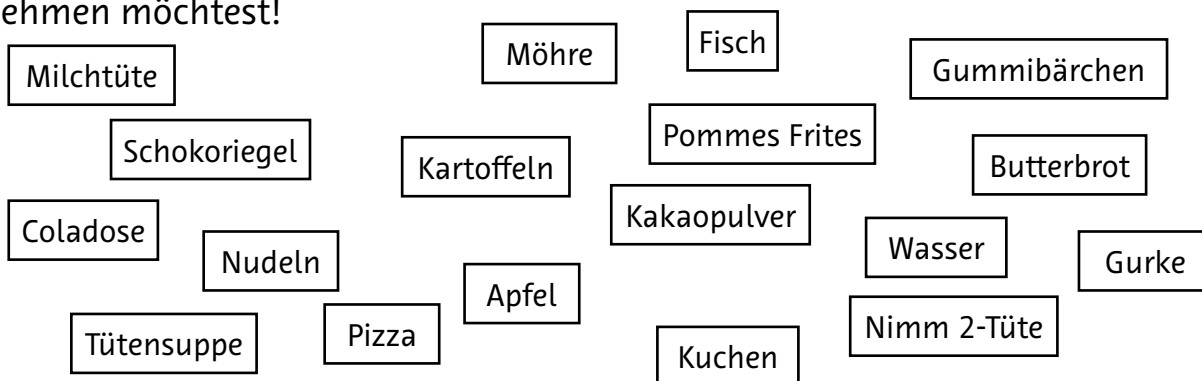 ehmen möchtest!
Fisch
Möhre
Gummibärchen
Milchtüte
Pommes Frites
Schokoriegel
Kartoffeln
Butterbrot
Kakaopulver
Coladose
Wasser
Nudeln
Gurke
Apfel
Nimm 2-Tüte
Pizza
Tütensuppe
Kuchen